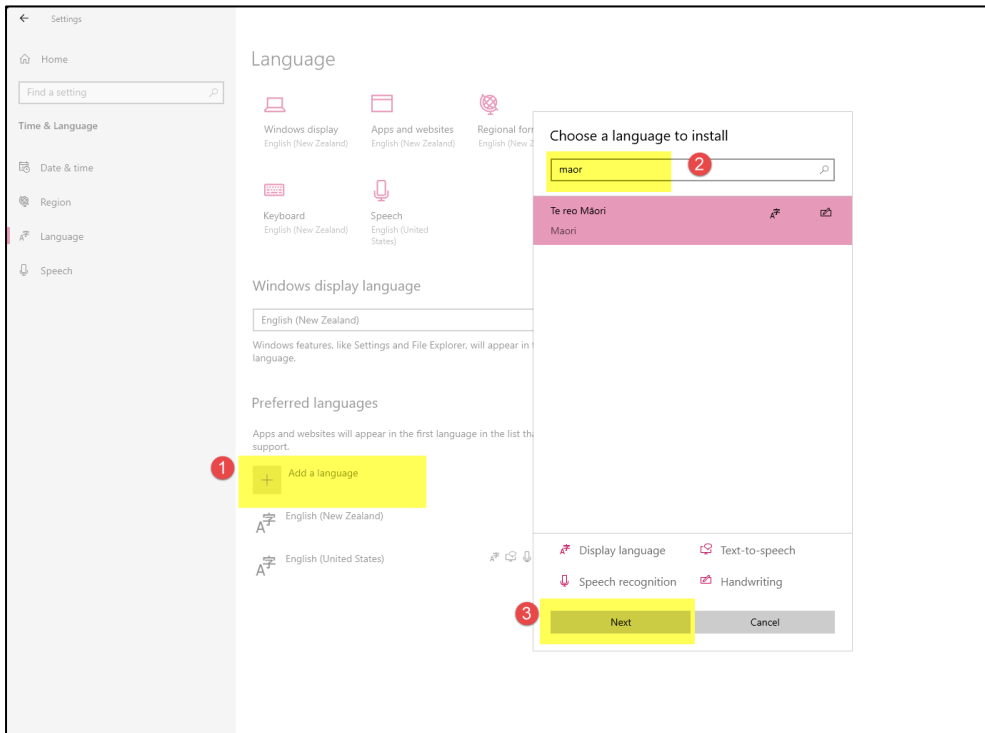 Settings
Home
Find a setting
Time & Language
Date & time
Region
Language
Speech
Language
Windows display
English (New Zealand)
Apps and websites
English (New Zealand)
Regional for
English (New Z
Keyboard
English (New Zealand)
Speech
English (United
States)
Windows display language
English (New Zealand)
Windows features, like Settings and File Explorer, will appear in t
language.
Preferred languages
Apps and websites will appear in the first language in the list tha
support.
1
Add a language
English (New Zealand)
English (United States)
Choose a language to install
maor
2
Te reo Māori
Maori
Display language
Text-to-speech
Speech recognition
Handwriting
3
Next
Cancel